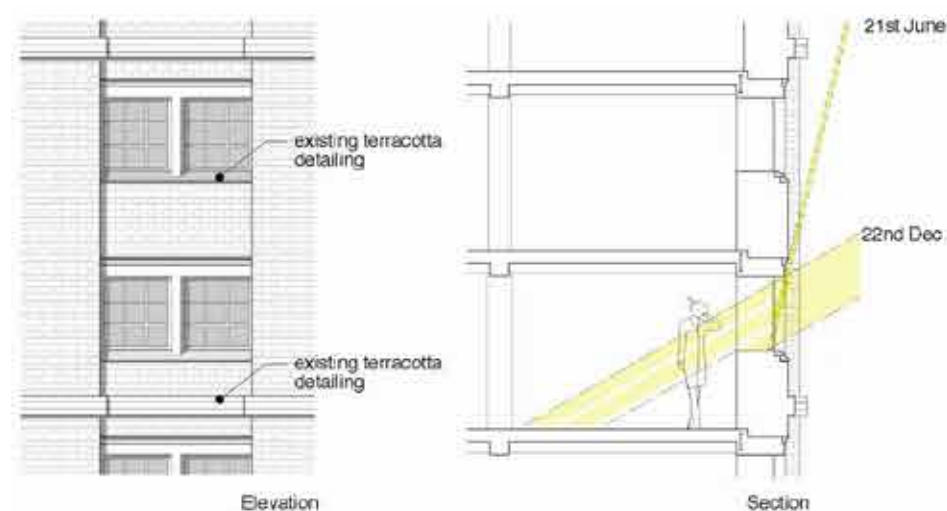 21st June
existing terracotta
detailing
22nd Dec
existing terracotta
detailing
Elevation
Section